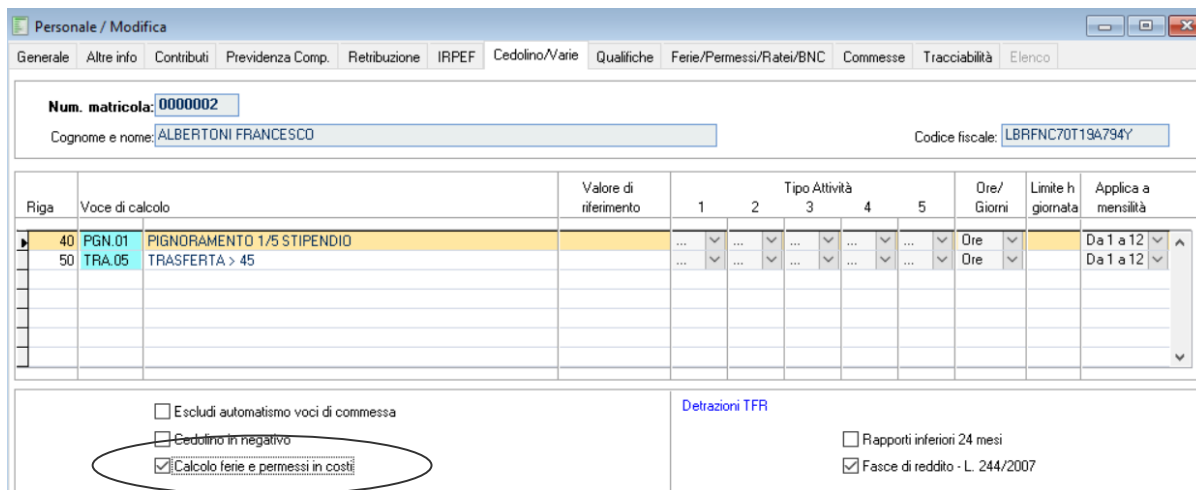 Personale / Modifica
Generale Altre info Contributi Previdenza Comp. Retribuzione IRPEF Cedolino/Varie Qualifiche Ferie/Permessi/Ratei/BNC Commesse Tracciabilità Elenco
Num. matricola: 0000002
Cognome e nome: ALBERTONI FRANCESCO Codice fiscale: LBRFNC70T19A794Y
Valore di Tipo Attività Ore/ Limite h Applica a
Riga Voce di calcolo riferimento 1 2 3 4 5 Giorni giornata mensilità
40 PGN.01 PIGNORAMENTO 1/5 STIPENDIO ... ... ... ... ... Ore Da 1 a 12
50 TRA.05 TRASFERTA > 45 ... ... ... ... ... Ore Da 1 a 12
Escludi automatismo voci di commessa Detrazioni TFR
Cedolino in negativo Rapporti inferiori 24 mesi
Calcolo ferie e permessi in costi Fasce di reddito - L. 244/2007